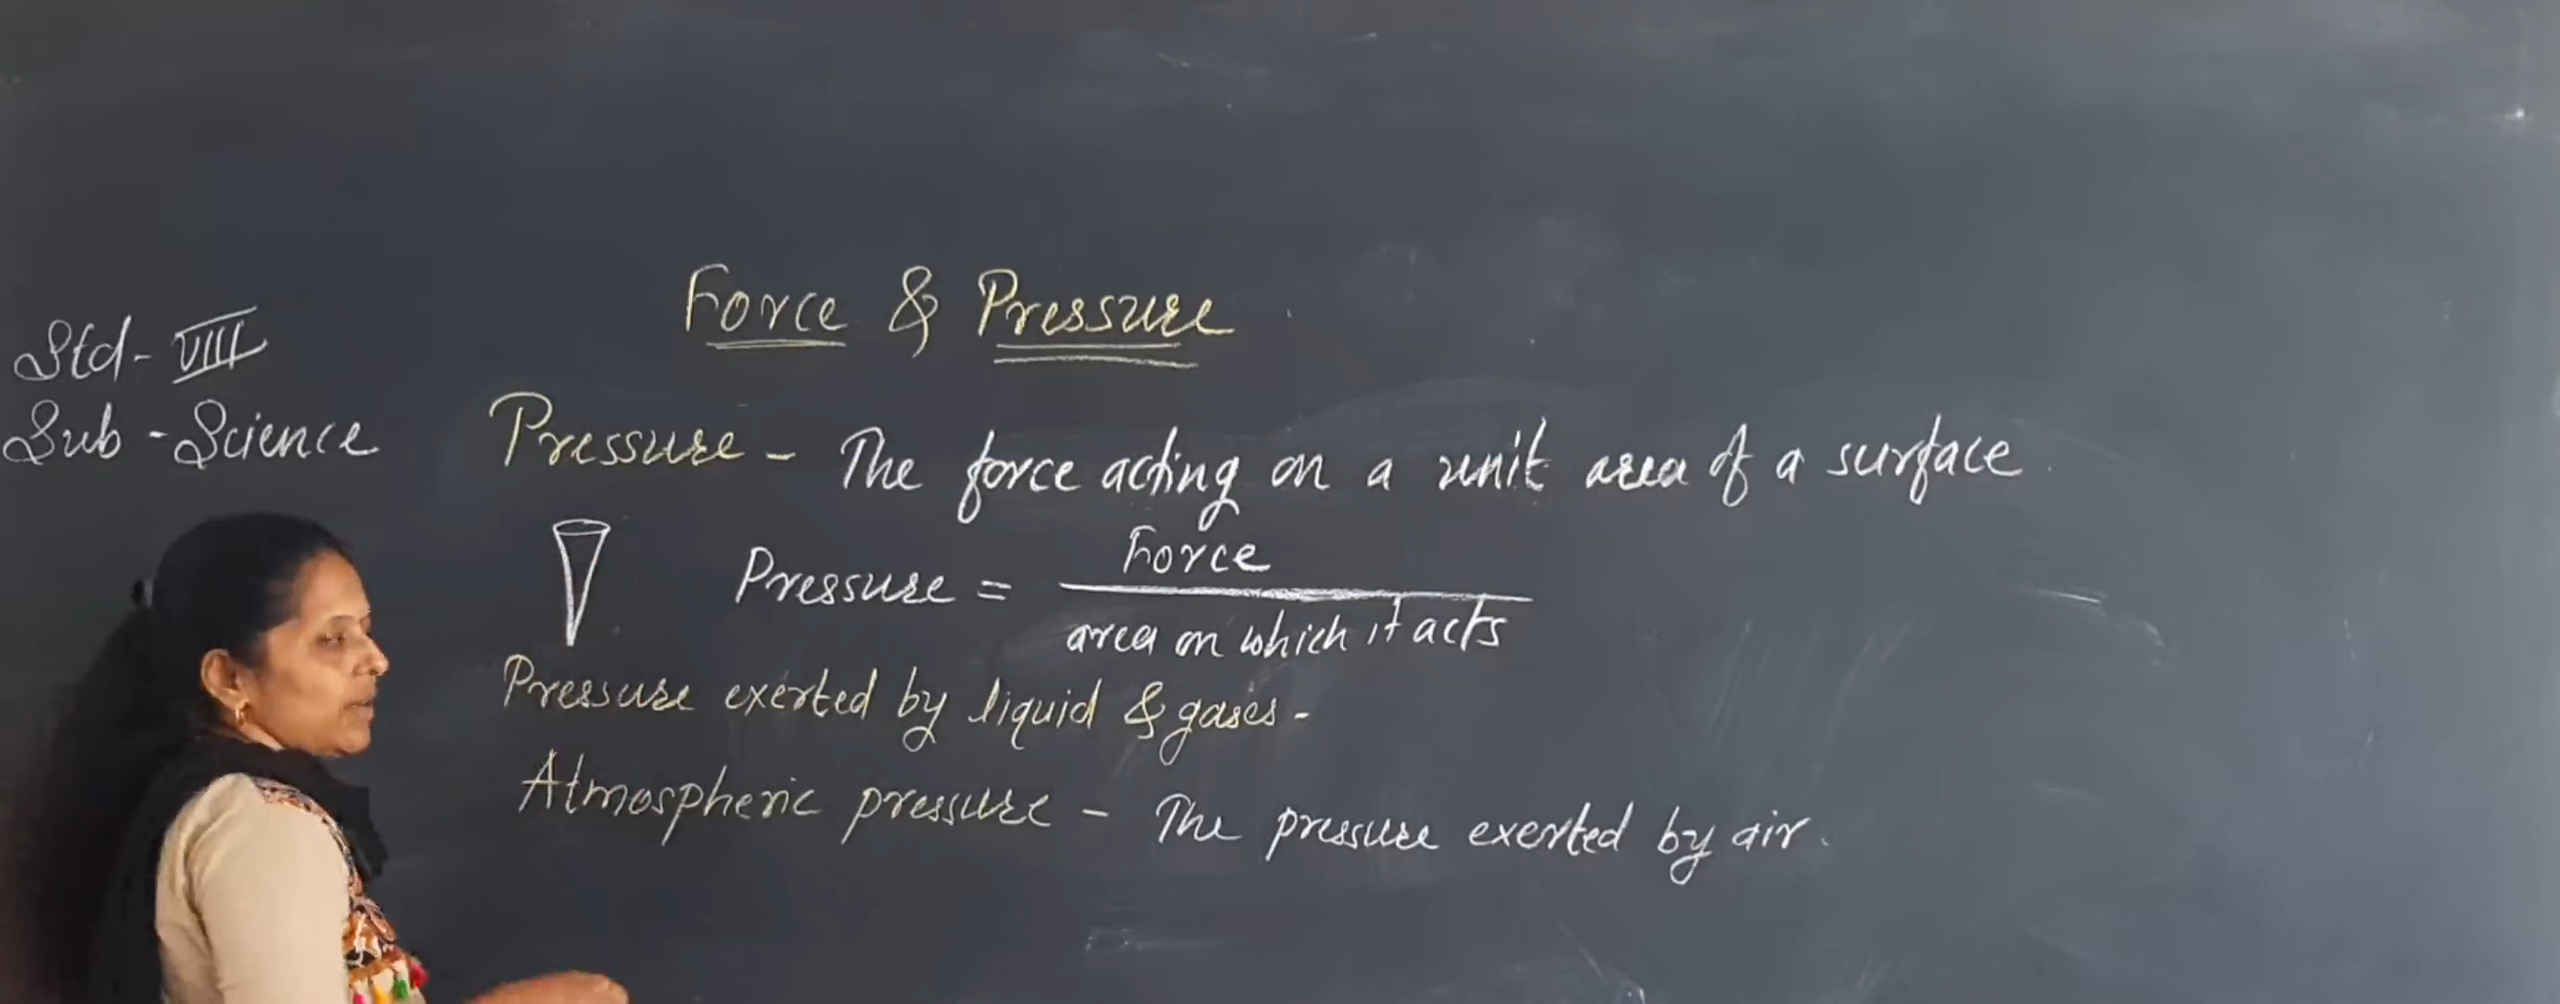 Force & Pressure
Std - VIII
Sub - Science
Pressure - The force acting on a unit area of a surface.
Pressure = Force
area on which it acts
Pressure exerted by liquid & gases -
Atmospheric pressure - The pressure exerted by air.